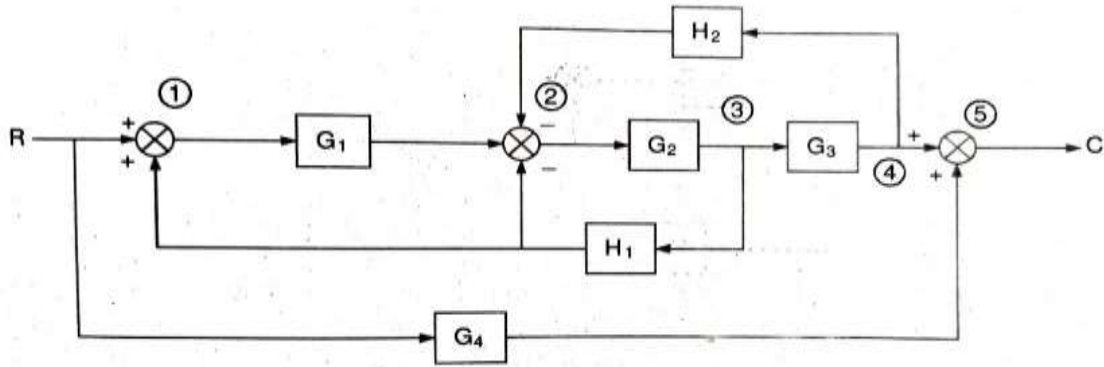 H₂
①
②
③
⑤
+
−
+
R
G₁
G₂
G₃
C
+
−
④
+
H₁
G₄